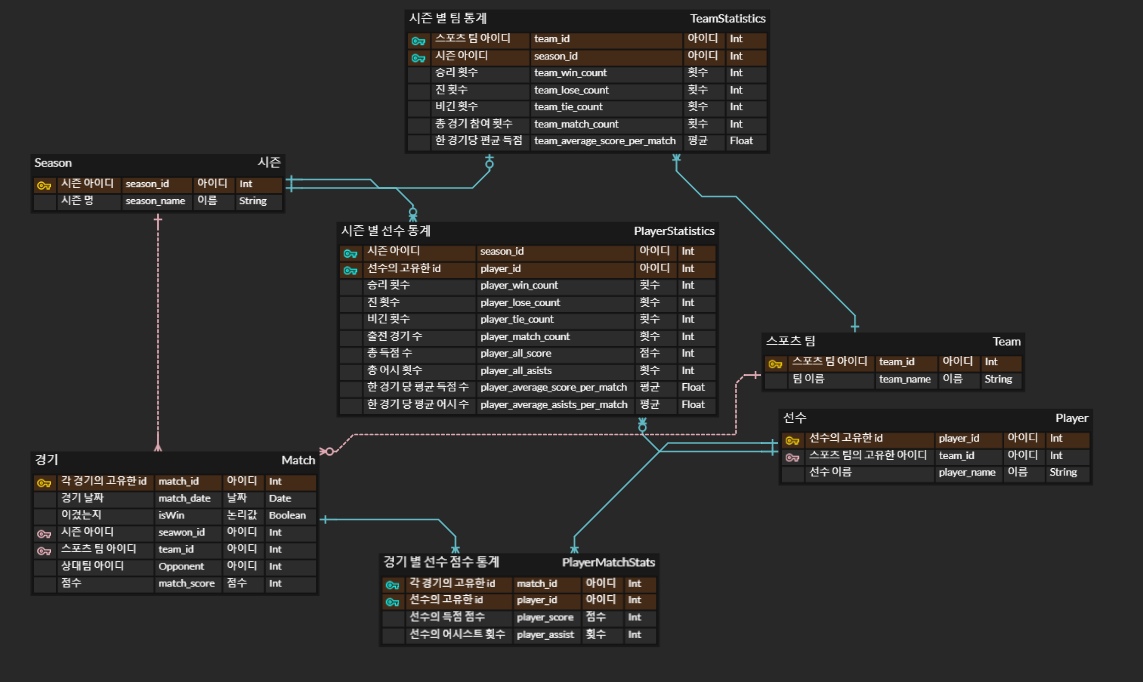 시즌 별 팀 통계 TeamStatistics
스포츠 팀 아이디 team_id 아이디 Int
시즌 아이디 season_id 아이디 Int
승리 횟수 team_win_count 횟수 Int
진 횟수 team_lose_count 횟수 Int
비긴 횟수 team_tie_count 횟수 Int
총 경기 참여 횟수 team_match_count 횟수 Int
한 경기당 편균 득점 team_average_score_per_match 평균 Float
Season 시즌
시즌 아이디 season_id 아이디 Int
시즌 명 season_name 이름 String
시즌 별 선수 통계 PlayerStatistics
시즌 아이디 season_id 아이디 Int
선수의 고유한 id player_id 아이디 Int
승리 횟수 player_win_count 횟수 Int
진 횟수 player_lose_count 횟수 Int
비긴 횟수 player_tie_count 횟수 Int
출전 경기 수 player_match_count 횟수 Int
총 득점 수 player_all_score 점수 Int
총 어시 횟수 player_all_asists 횟수 Int
한 경기 당 평균 득점 수 player_average_score_per_match 평균 Float
한 경기 당 평균 어시 수 player_average_asists_per_match 평균 Float
스포츠 팀 Team
스포츠 팀 아이디 team_id 아이디 Int
팀 이름 team_name 이름 String
선수 Player
선수의 고유한 id player_id 아이디 Int
스포츠 팀의 고유한 아이디 team_id 아이디 Int
선수 이름 player_name 이름 String
경기 Match
각 경기의 고유한 id match_id 아이디 Int
경기 날짜 match_date 날짜 Date
이겼는지 isWin 논리값 Boolean
시즌 아이디 seawon_id 아이디 Int
스포츠 팀 아이디 team_id 아이디 Int
상대팀 아이디 Opponent 아이디 Int
점수 match_score 점수 Int
경기 별 선수 점수 통계 PlayerMatchStats
각 경기의 고유한 id match_id 아이디 Int
선수의 고유한 id player_id 아이디 Int
선수의 득점 점수 player_score 점수 Int
선수의 어시스트 횟수 player_assist 횟수 Int